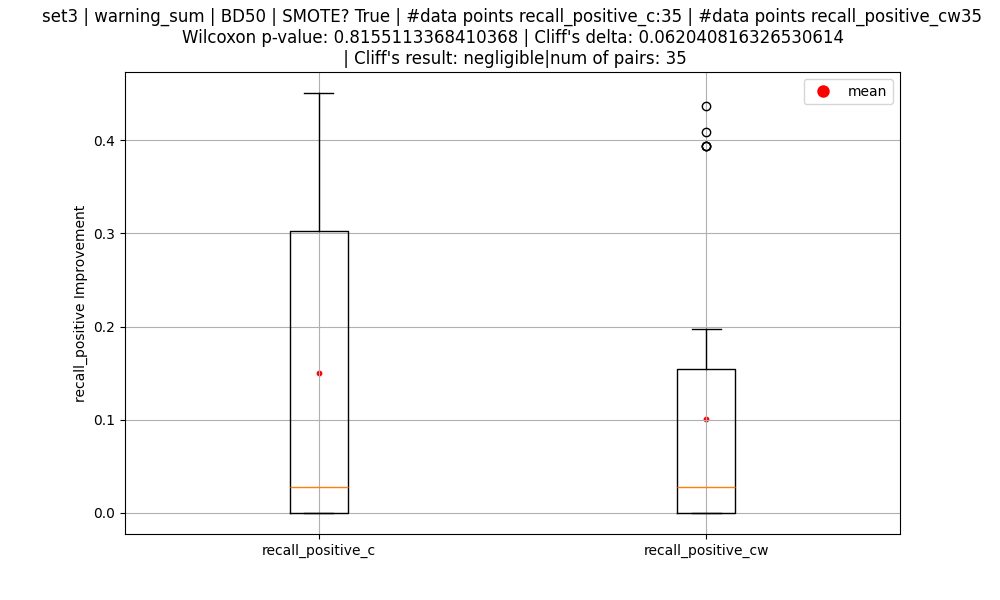 set3 | warning_sum | BD50 | SMOTE? True | #data points recall_positive_c:35 | #data points recall_positive_cw35
Wilcoxon p-value: 0.8155113368410368 | Cliff's delta: 0.062040816326530614
| Cliff's result: negligible|num of pairs: 35
mean
0.4
0.3
0.2
0.1
0.0
recall_positive Improvement
recall_positive_c
recall_positive_cw